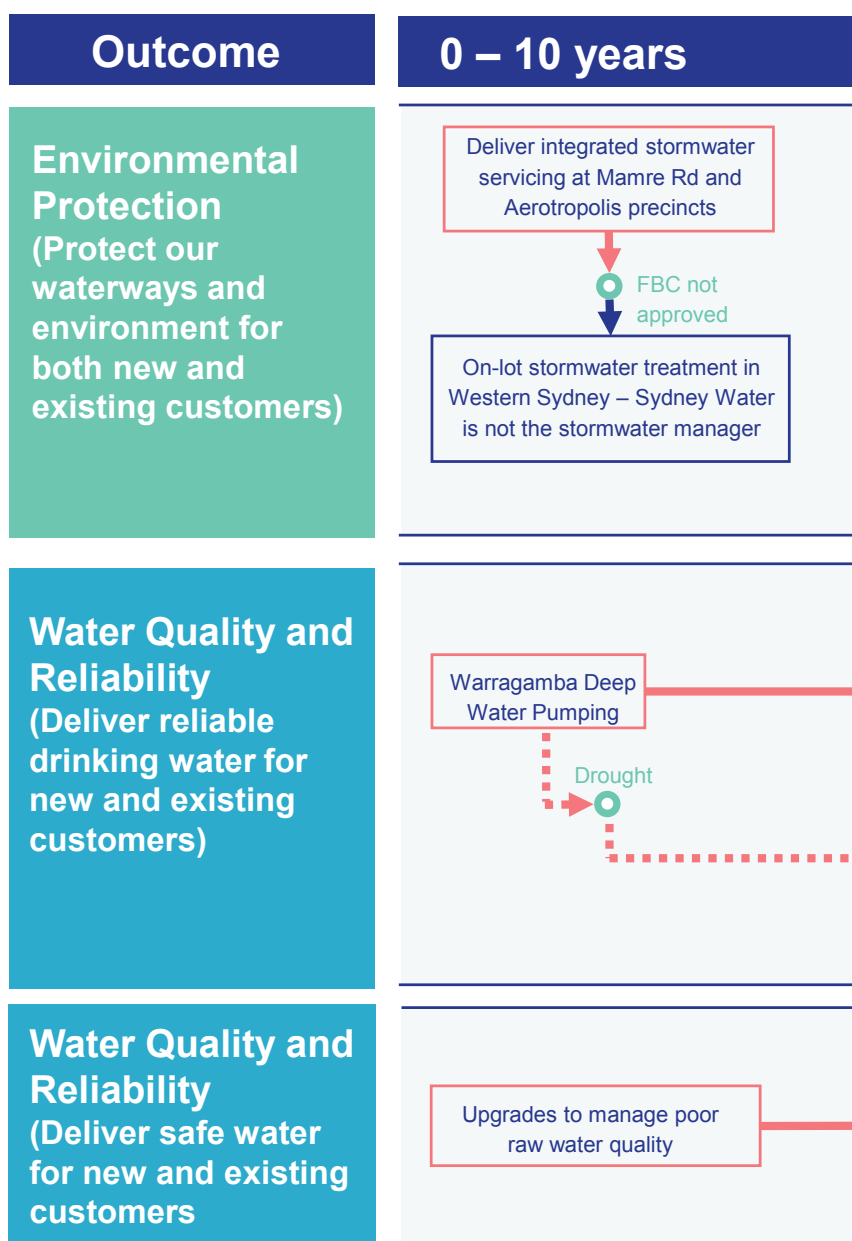 Outcome
0 – 10 years
Environmental
Protection
(Protect our
waterways and
environment for
both new and
existing customers)
Deliver integrated stormwater
servicing at Mamre Rd and
Aerotropolis precincts
FBC not
approved
On-lot stormwater treatment in
Western Sydney – Sydney Water
is not the stormwater manager
Water Quality and
Reliability
(Deliver reliable
drinking water for
new and existing
customers)
Warragamba Deep
Water Pumping
Drought
Water Quality and
Reliability
(Deliver safe water
for new and existing
customers
Upgrades to manage poor
raw water quality